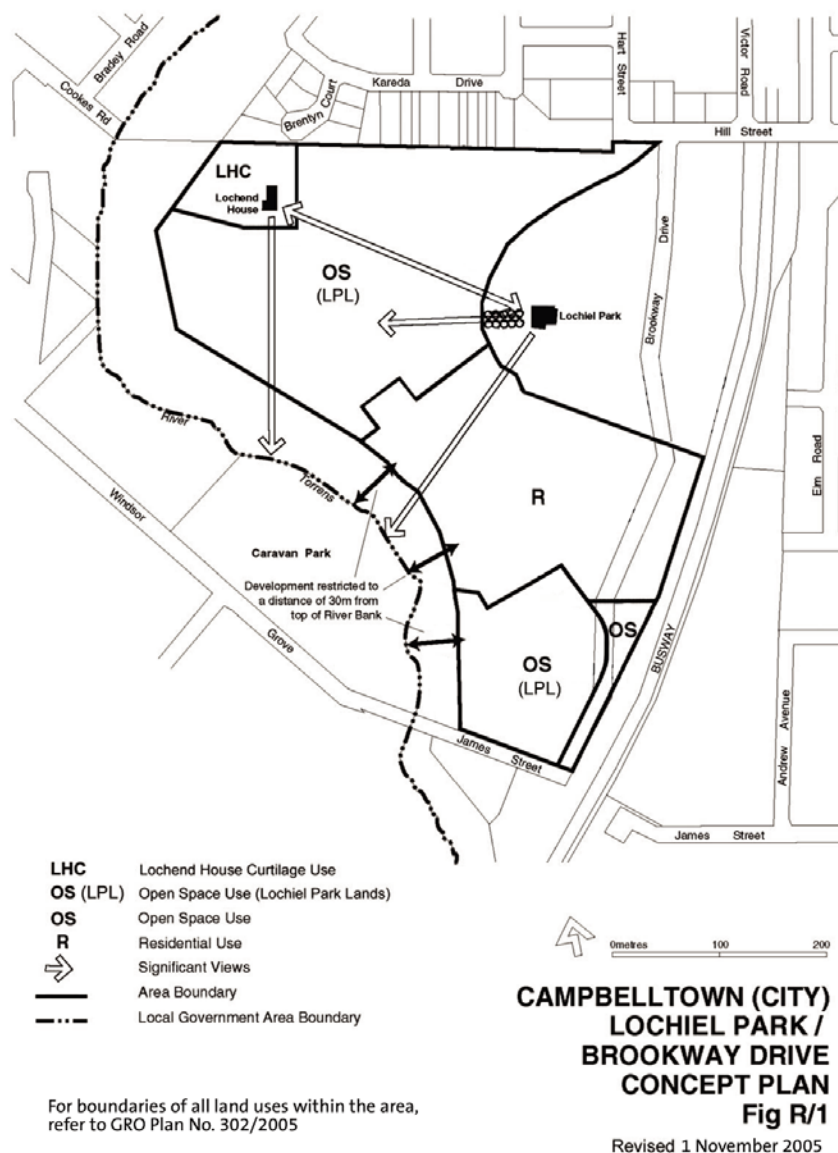 Bradey Road
Cookes Rd
Brentyn Court
Kareda Drive
Hart Street
Victor Road
Hill Street
LHC
Lochend
House
OS
(LPL)
Lochiel Park
Brookway Drive
River Torrens
Windsor Grove
R
Elm Road
Caravan Park
Development restricted to
a distance of 30m from
top of River Bank
OS
OS
(LPL)
BUSWAY
Andrew Avenue
James Street
James Street
LHC Lochend House Curtilage Use
OS (LPL) Open Space Use (Lochiel Park Lands)
OS Open Space Use
R Residential Use
Significant Views
Area Boundary
Local Government Area Boundary
0metres 100 200
CAMPBELLTOWN (CITY)
LOCHIEL PARK /
BROOKWAY DRIVE
CONCEPT PLAN
Fig R/1
For boundaries of all land uses within the area,
refer to GRO Plan No. 302/2005
Revised 1 November 2005